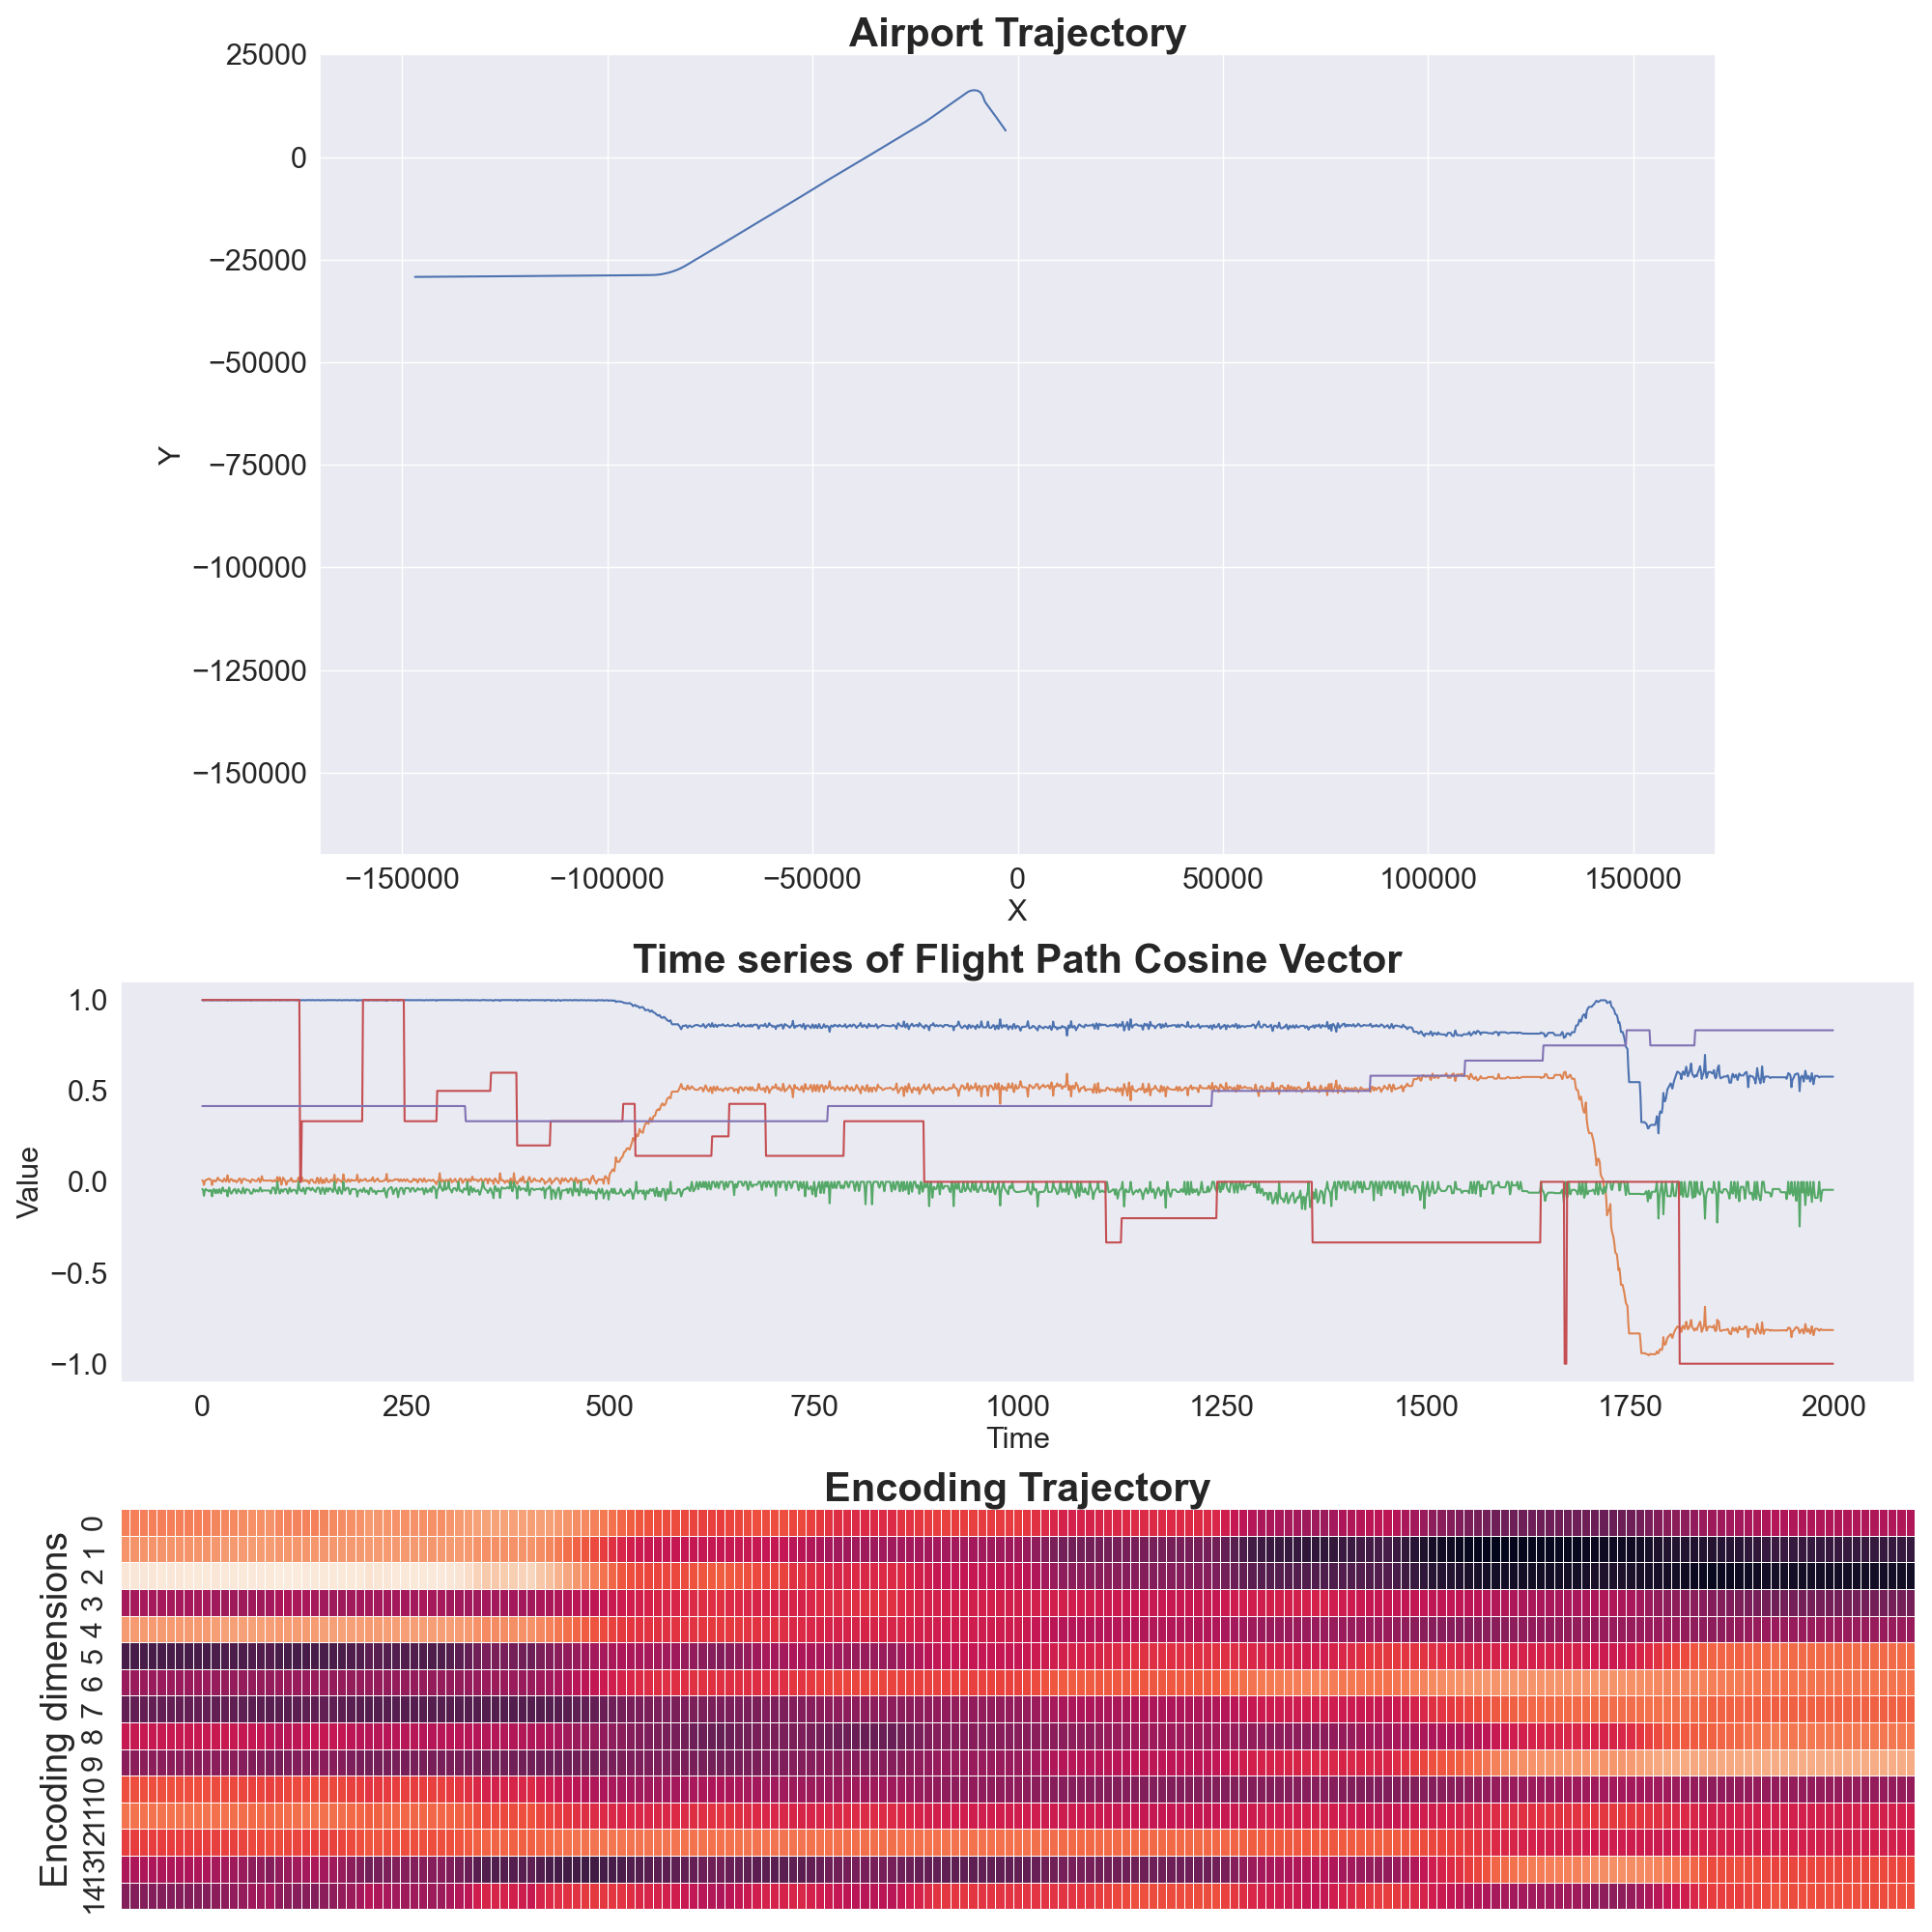 Airport Trajectory
25000
0
−25000
−50000
−75000
−100000
−125000
−150000
Y
−150000 −100000 −50000 0 50000 100000 150000
X
Time series of Flight Path Cosine Vector
1.0
0.5
0.0
−0.5
−1.0
Value
0 250 500 750 1000 1250 1500 1750 2000
Time
Encoding Trajectory
Encoding dimensions
0
1
2
3
4
5
6
7
8
9
10
11
12
13
14